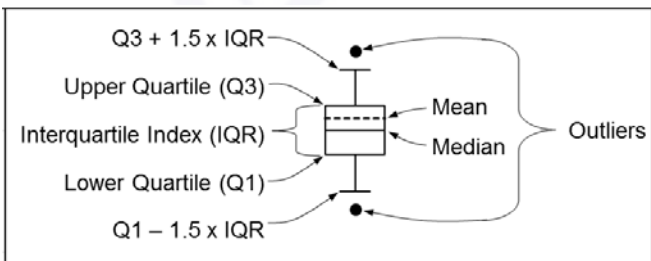 Q3 + 1.5 x IQR
Upper Quartile (Q3)
Interquartile Index (IQR)
Lower Quartile (Q1)
Q1 – 1.5 x IQR
Mean
Median
Outliers